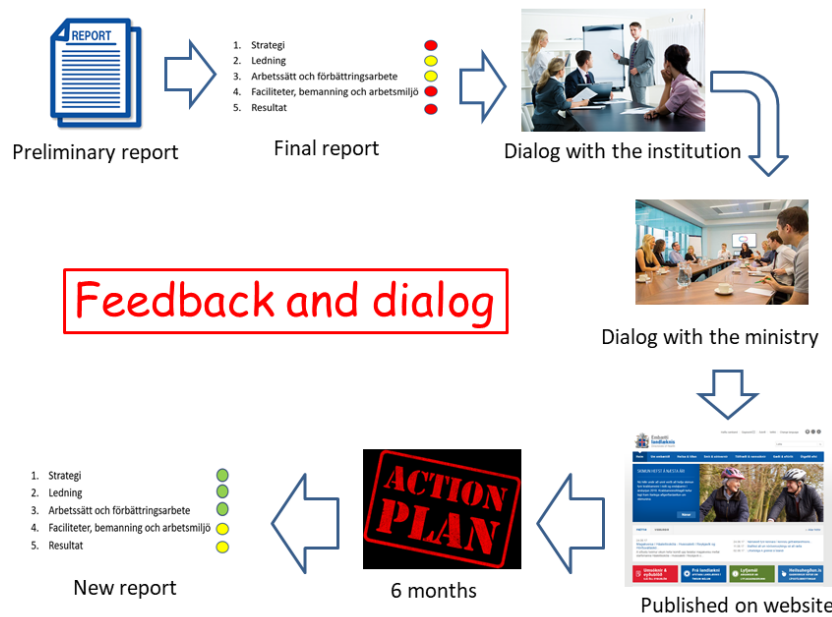 REPORT
Preliminary report
1. Strategi
2. Ledning
3. Arbetssätt och förbättringsarbete
4. Faciliteter, bemanning och arbetsmiljö
5. Resultat
Final report
Dialog with the institution
Dialog with the ministry
Feedback and dialog
Embætti
landlæknis
Published on website
ACTION
PLAN
6 months
1. Strategi
2. Ledning
3. Arbetssätt och förbättringsarbete
4. Faciliteter, bemanning och arbetsmiljö
5. Resultat
New report